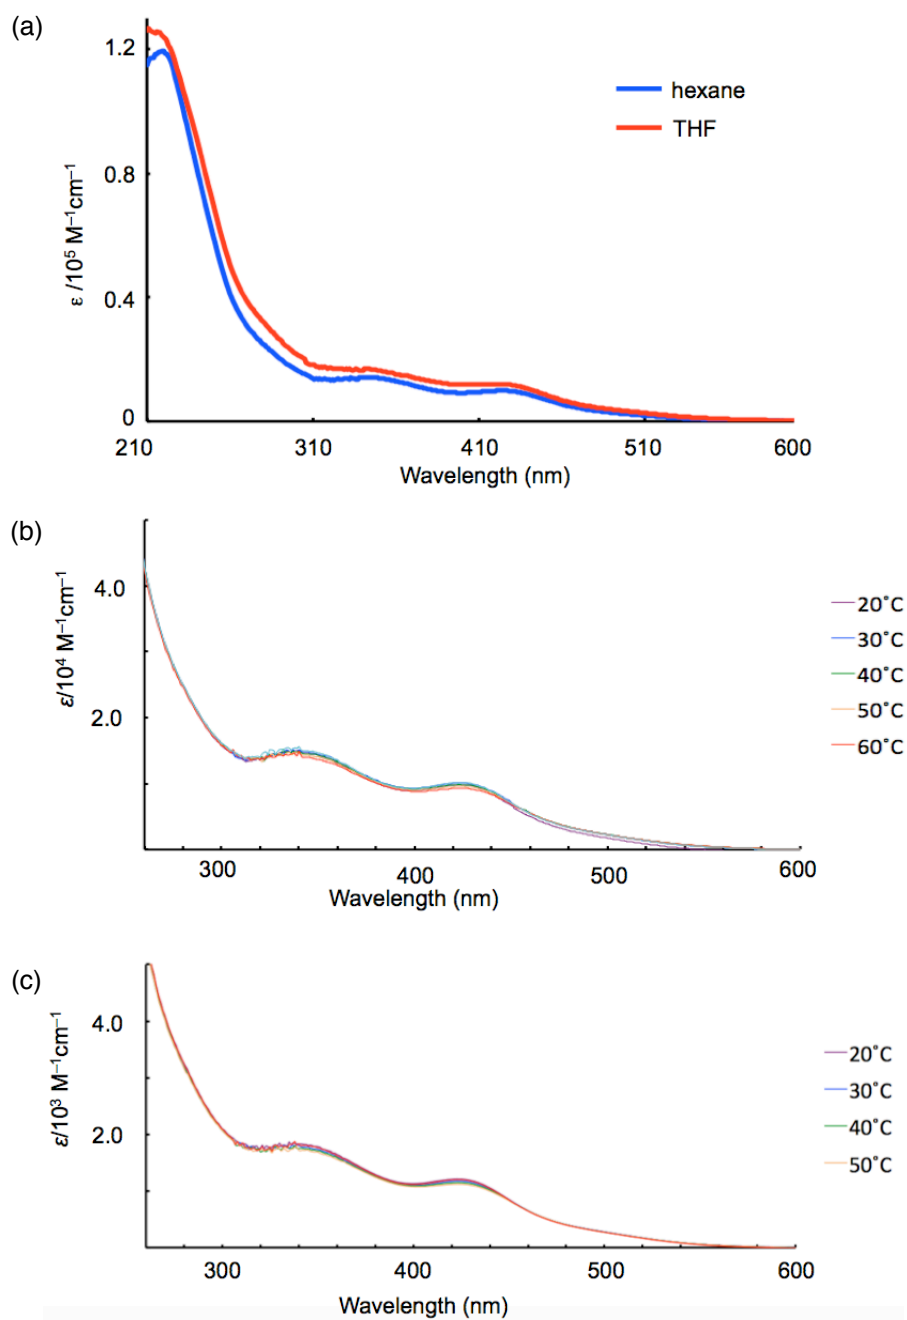 (a)
1.2
0.8
0.4
0
ε /10⁵ M⁻¹cm⁻¹
hexane
THF
210 310 410 510 600
Wavelength (nm)
(b)
4.0
2.0
ε/10⁴ M⁻¹cm⁻¹
20˚C
30˚C
40˚C
50˚C
60˚C
300 400 500 600
Wavelength (nm)
(c)
4.0
2.0
ε/10³ M⁻¹cm⁻¹
20˚C
30˚C
40˚C
50˚C
300 400 500 600
Wavelength (nm)